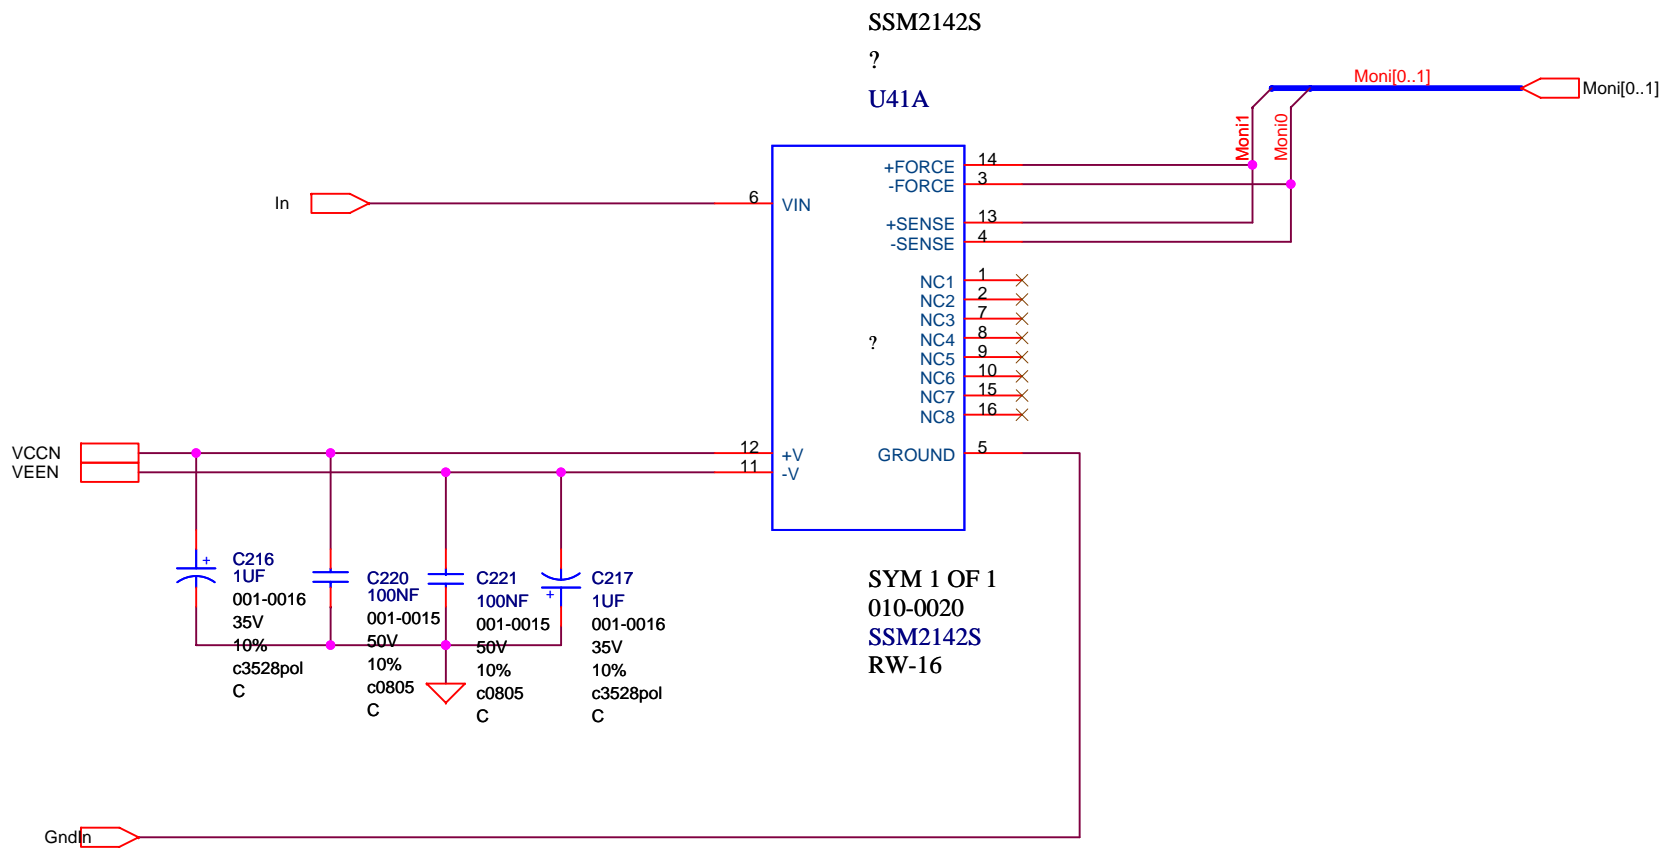 SSM2142S
?
U41A
Moni[0..1]
Moni[0..1]
Moni1
Moni0
In
6
VIN
+FORCE
14
-FORCE
3
+SENSE
13
-SENSE
4
NC1
1
NC2
2
NC3
7
NC4
8
NC5
9
NC6
10
NC7
15
NC8
16
?
VCCN
VEEN
12
+V
11
-V
GROUND
5
+
C216
1UF
001-0016
35V
10%
c3528pol
C
C220
100NF
001-0015
50V
10%
c0805
C
C221
100NF
001-0015
50V
10%
c0805
C
+
C217
1UF
001-0016
35V
10%
c3528pol
C
SYM 1 OF 1
010-0020
SSM2142S
RW-16
GndIn